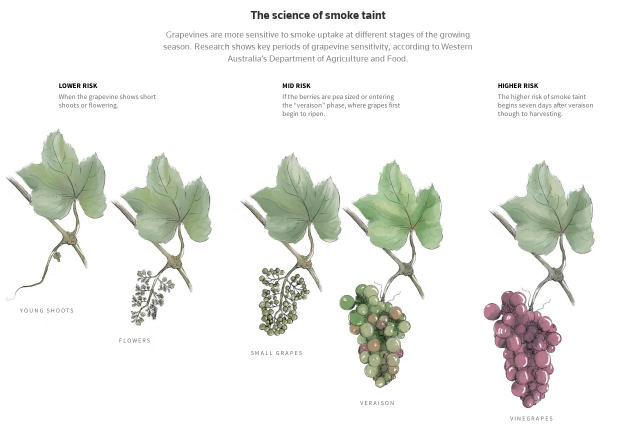 The science of smoke taint
Grapevines are more sensitive to smoke uptake at different stages of the growing
season. Research shows key periods of grapevine sensitivity, according to Western
Australia's Department of Agriculture and Food.
LOWER RISK
When the grapevine shows short
shoots or flowering.
MID RISK
If the berries are pea sized or entering
the "veraison" phase, where grapes first
begin to ripen.
HIGHER RISK
The higher risk of smoke taint
begins seven days after veraison
though to harvesting.
YOUNG SHOOTS
FLOWERS
SMALL GRAPES
VERAISON
VINEGRAPES